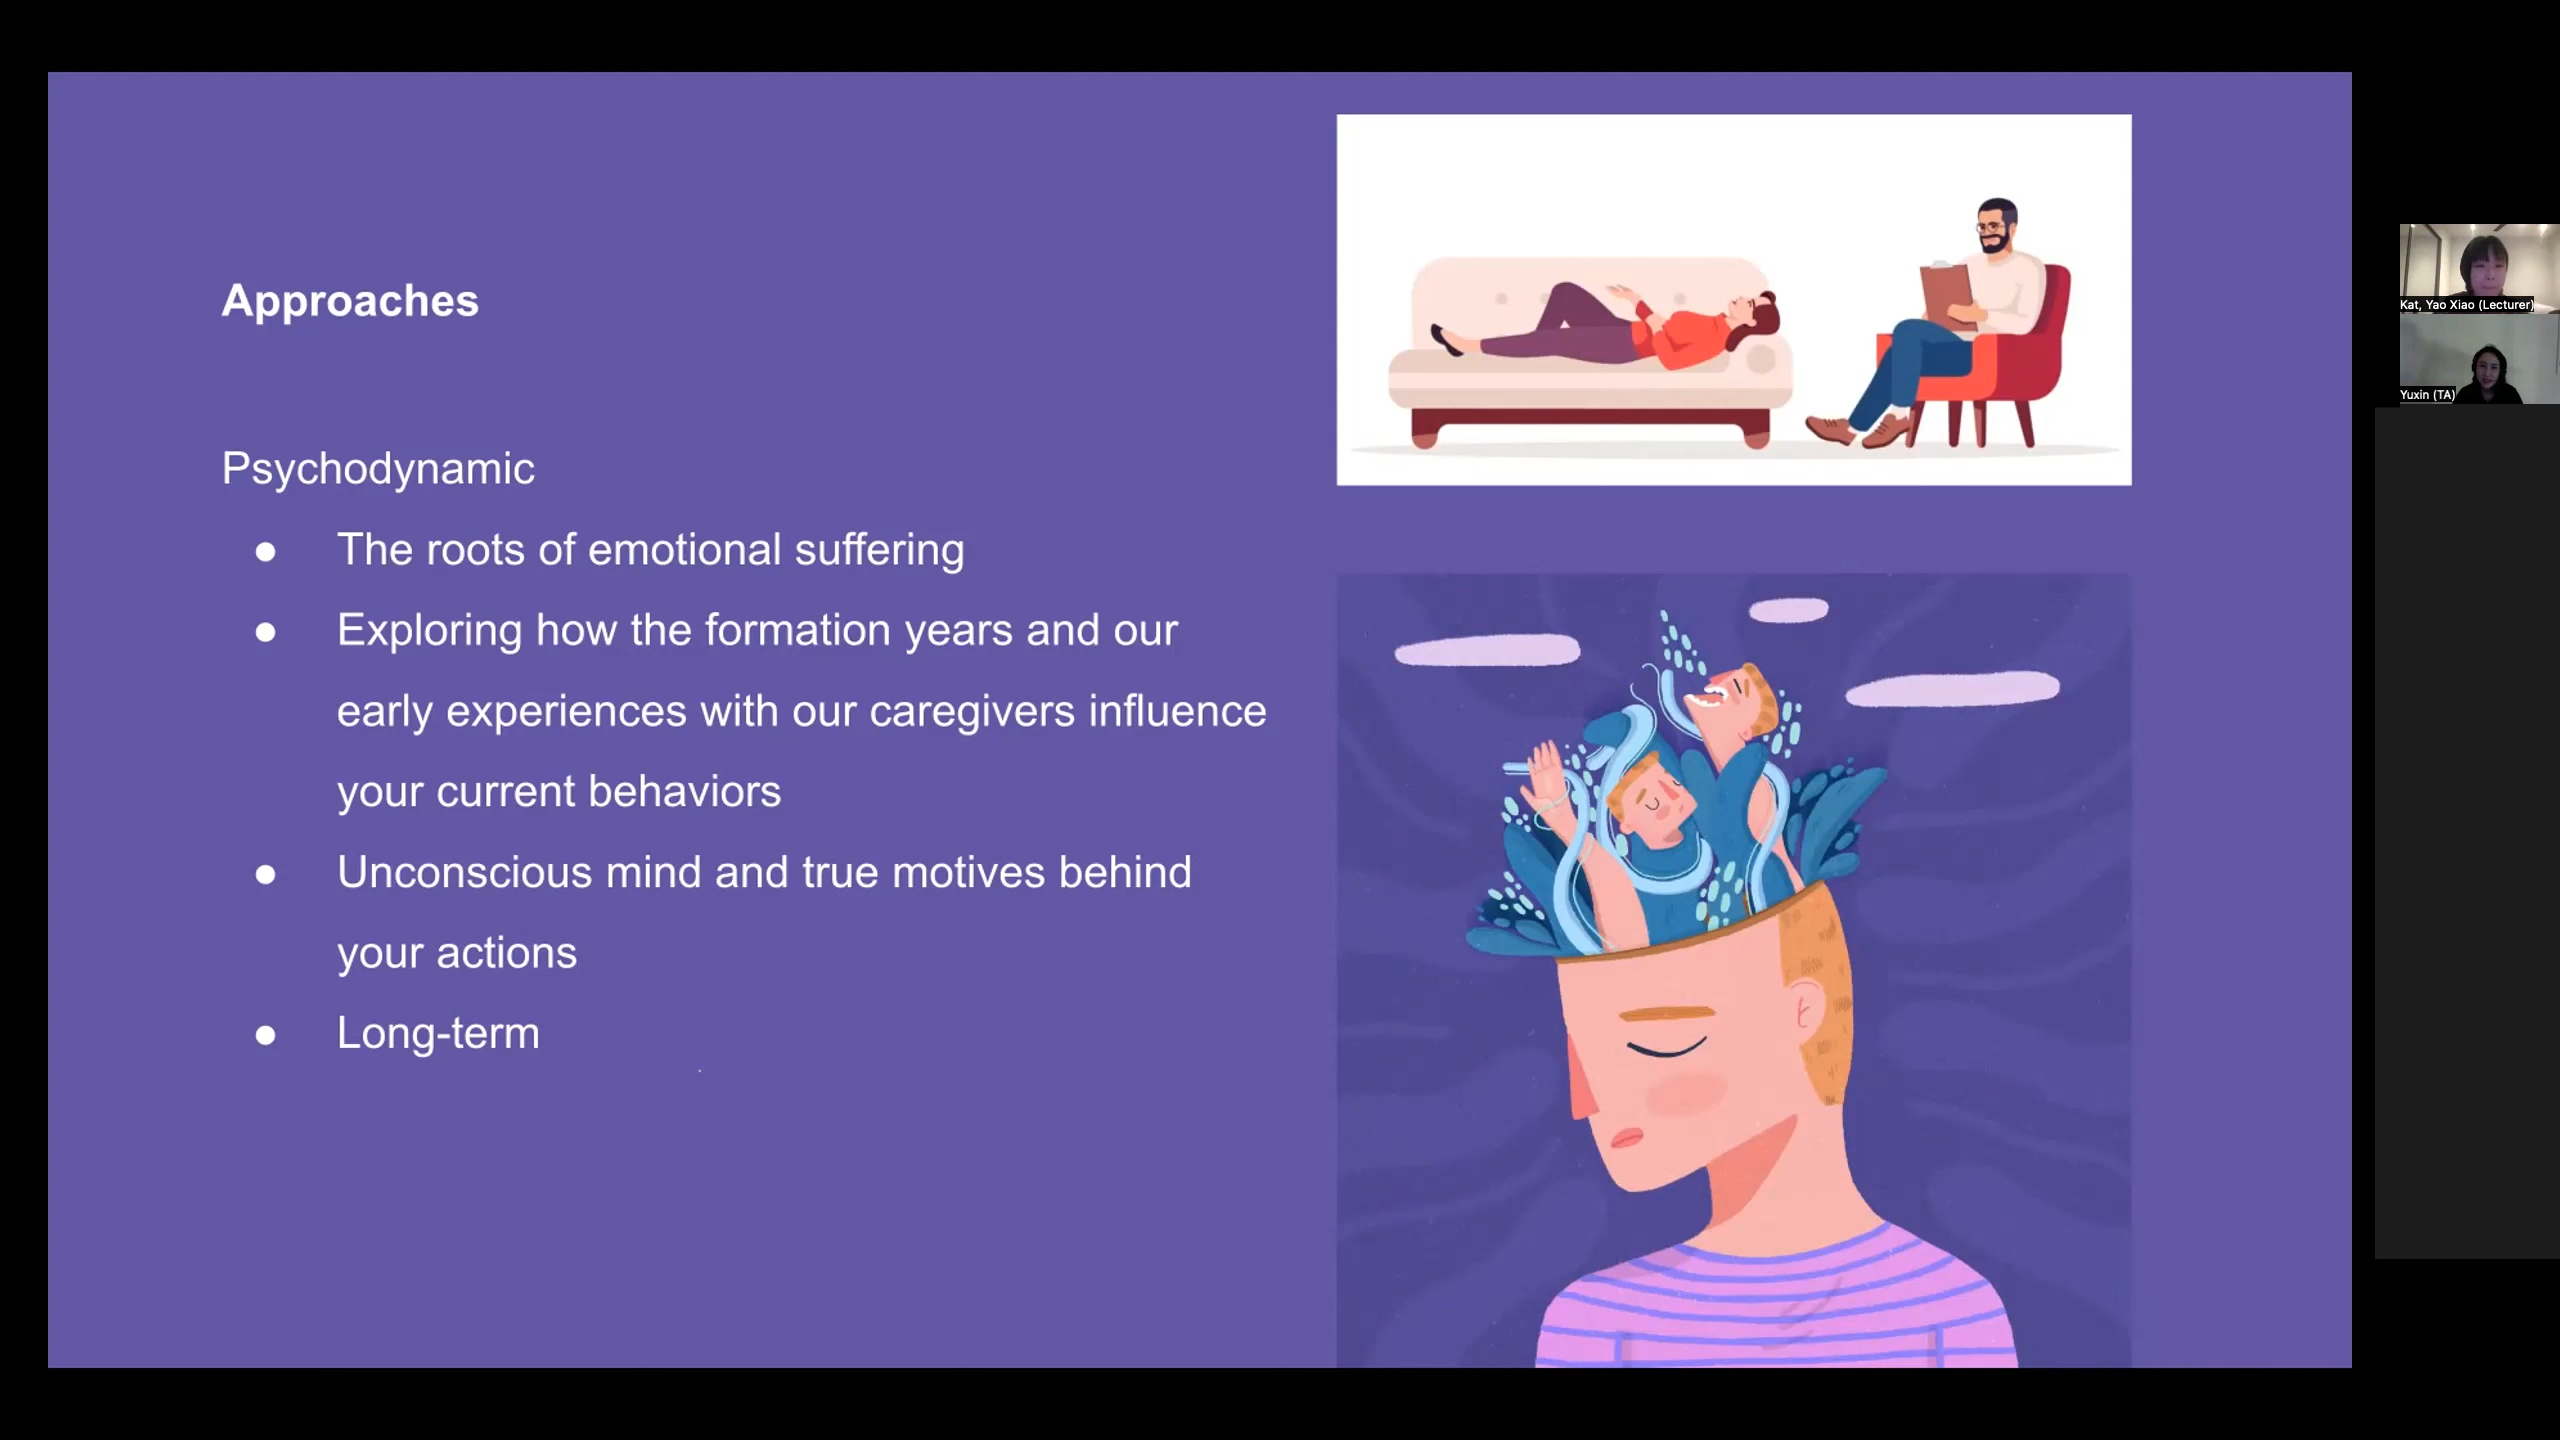 Approaches
Psychodynamic
● The roots of emotional suffering
● Exploring how the formation years and our
early experiences with our caregivers influence
your current behaviors
● Unconscious mind and true motives behind
your actions
● Long-term
Kat, Yao Xiao (Lecturer)
Yuxin (TA)